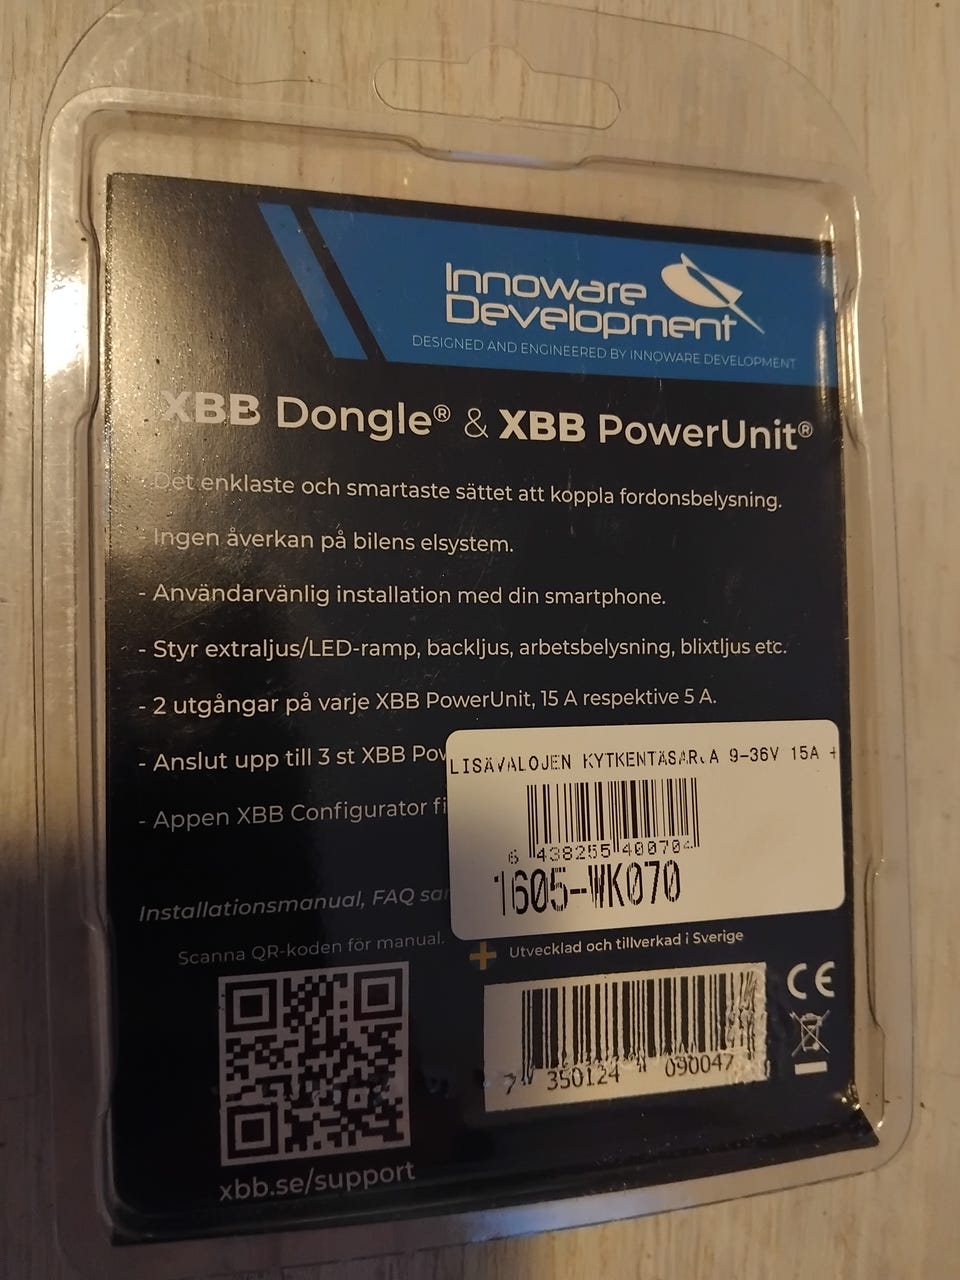 Innoware
Development
DESIGNED AND ENGINEERED BY INNOWARE DEVELOPMENT
XBB Dongle® & XBB PowerUnit®
- Det enklaste och smartaste sättet att koppla fordonsbelysning.
- Ingen åverkan på bilens elsystem.
- Användarvänlig installation med din smartphone.
- Styr extraljus/LED-ramp, backljus, arbetsbelysning, blixtljus etc.
- 2 utgångar på varje XBB PowerUnit, 15 A respektive 5 A.
- Anslut upp till 3 st XBB Pow
LISÄVALOJEN KYTKENTÄSARJA 9-36V 15A +
- Appen XBB Configurator fi
6 438255 400704
1605-WK070
Installationsmanual, FAQ sa
Scanna QR-koden för manual.
Utvecklad och tillverkad i Sverige
CE
7 350124 090047
xbb.se/support